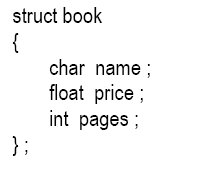 struct book
{
char name ;
float price ;
int pages ;
} ;